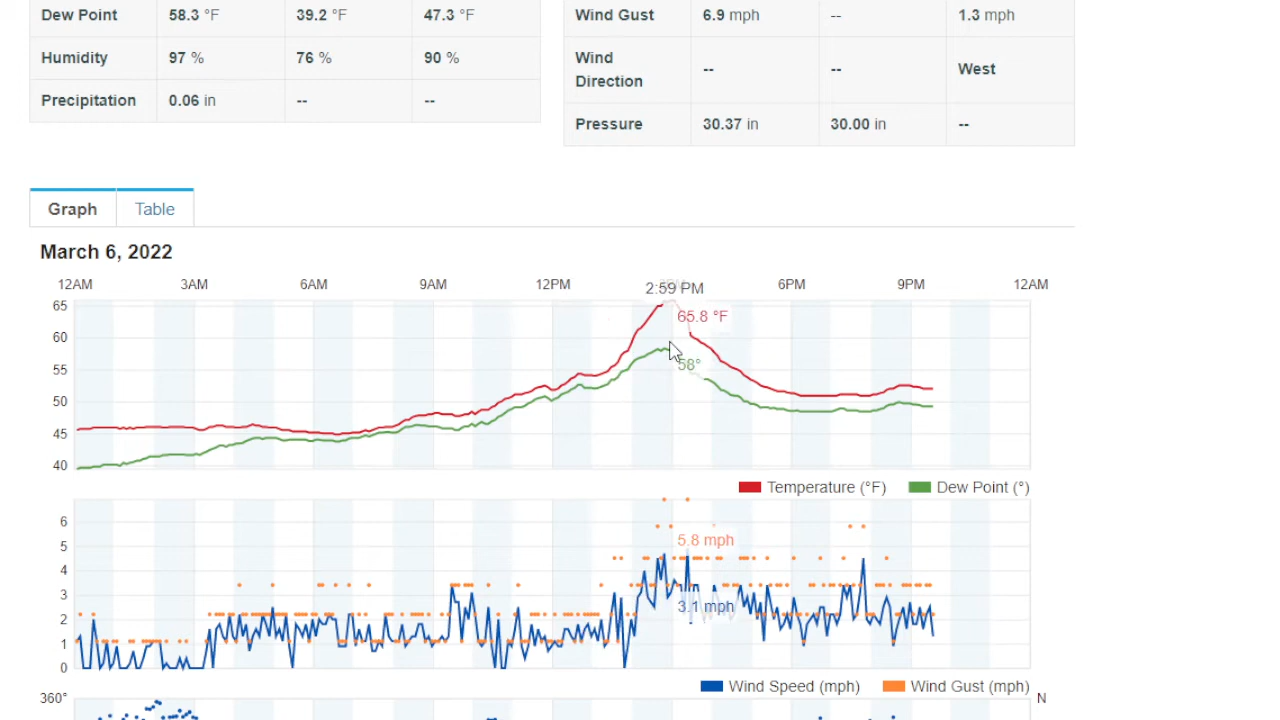 Dew Point 58.3 °F 39.2 °F 47.3 °F
Humidity 97 % 76 % 90 %
Precipitation 0.06 in -- --
Wind Gust 6.9 mph -- 1.3 mph
Wind
Direction -- -- West
Pressure 30.37 in 30.00 in --
Graph Table
March 6, 2022
12AM 3AM 6AM 9AM 12PM 2:59 PM 6PM 9PM 12AM
65
65.8 °F
60
58°
55
50
45
40
Temperature (°F) Dew Point (°)
6
5.8 mph
5
4
3
3.1 mph
2
1
0
Wind Speed (mph) Wind Gust (mph)
360° N